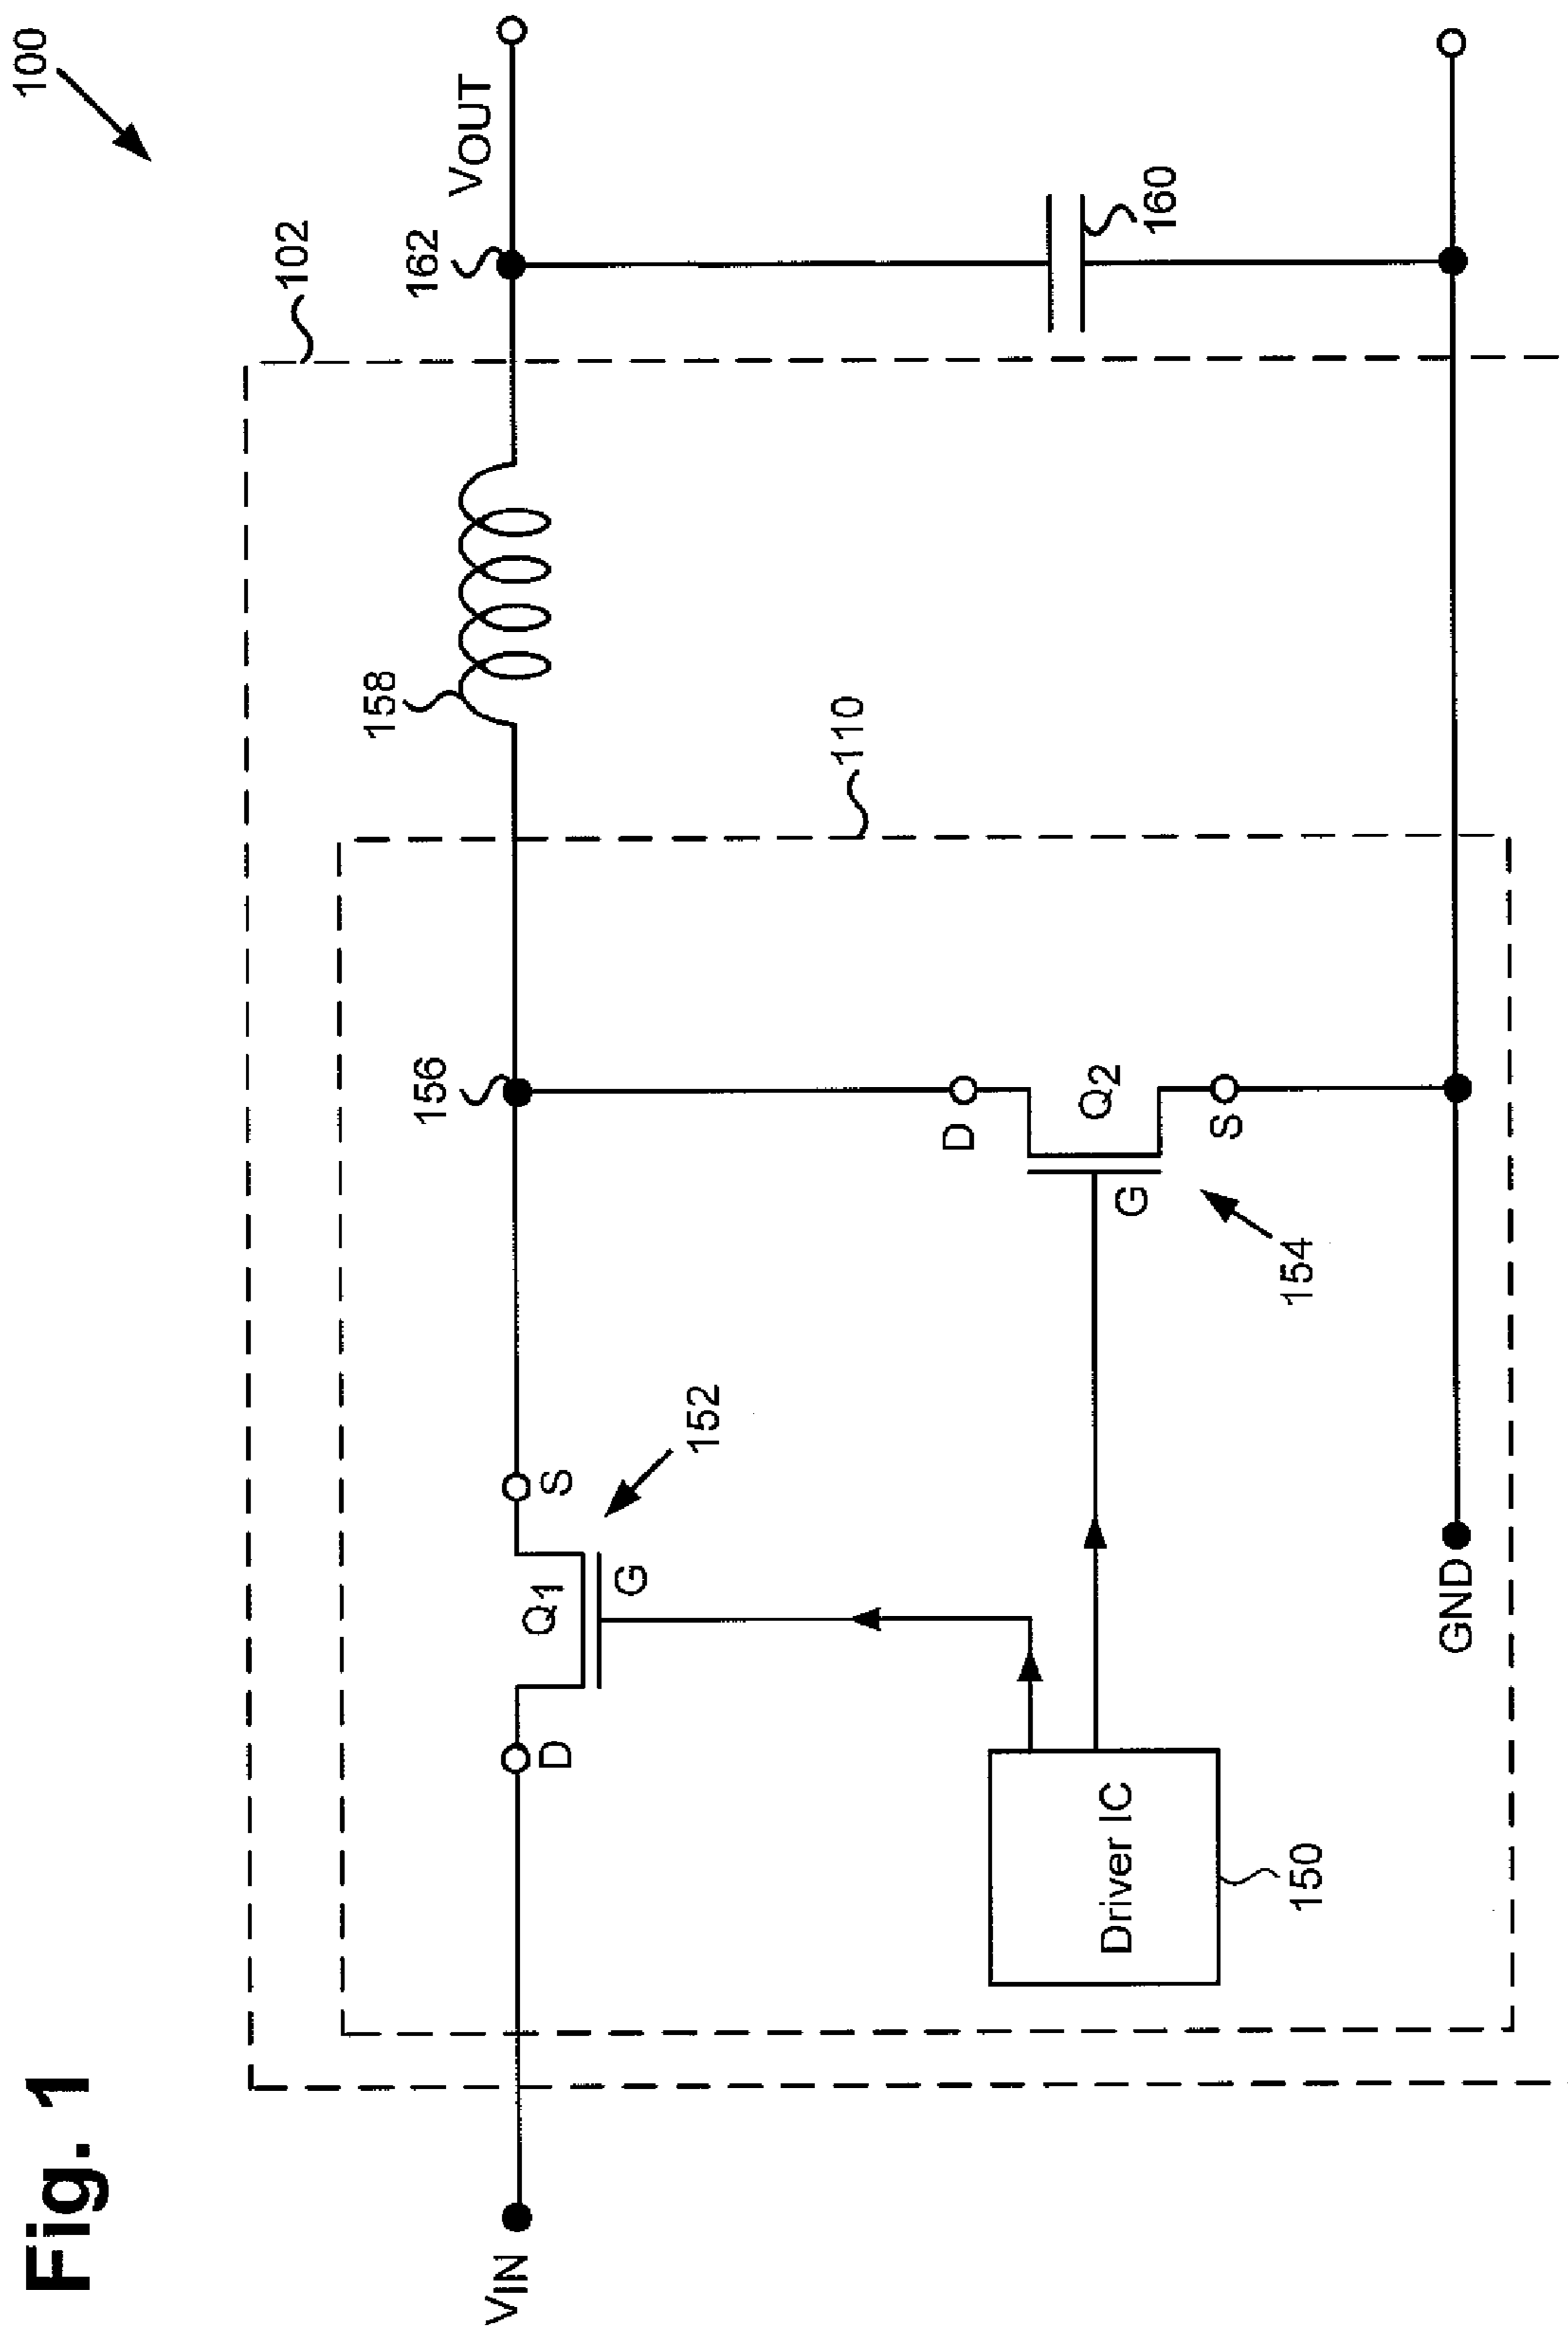 Fig. 1
100
102
110
VIN
D
Q1
S
G
152
156
158
162
VOUT
160
D
Q2
G
S
154
Driver IC
150
GND